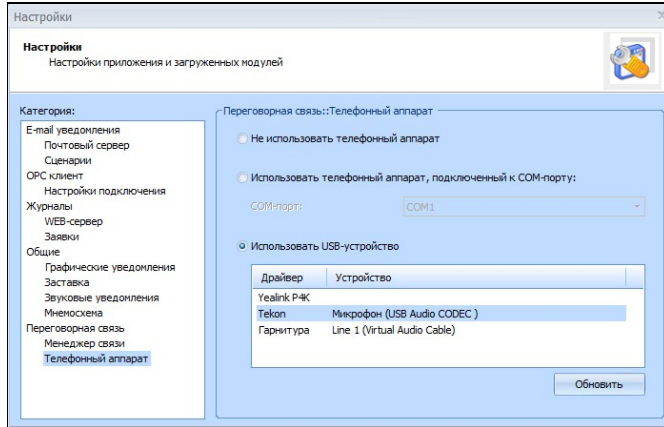 Настройки
Настройки
Настройки приложения и загруженных модулей
Категория:
E-mail уведомления
Почтовый сервер
Сценарии
OPC клиент
Настройки подключения
Журналы
WEB-сервер
Заявки
Общие
Графические уведомления
Заставка
Звуковые уведомления
Мнемосхема
Переговорная связь
Менеджер связи
Телефонный аппарат
Переговорная связь::Телефонный аппарат
Не использовать телефонный аппарат
Использовать телефонный аппарат, подключенный к COM-порту:
COM-порт: COM1
Использовать USB-устройство
Драйвер Устройство
Yealink P4K
Tekon Микрофон (USB Audio CODEC )
Гарнитура Line 1 (Virtual Audio Cable)
Обновить